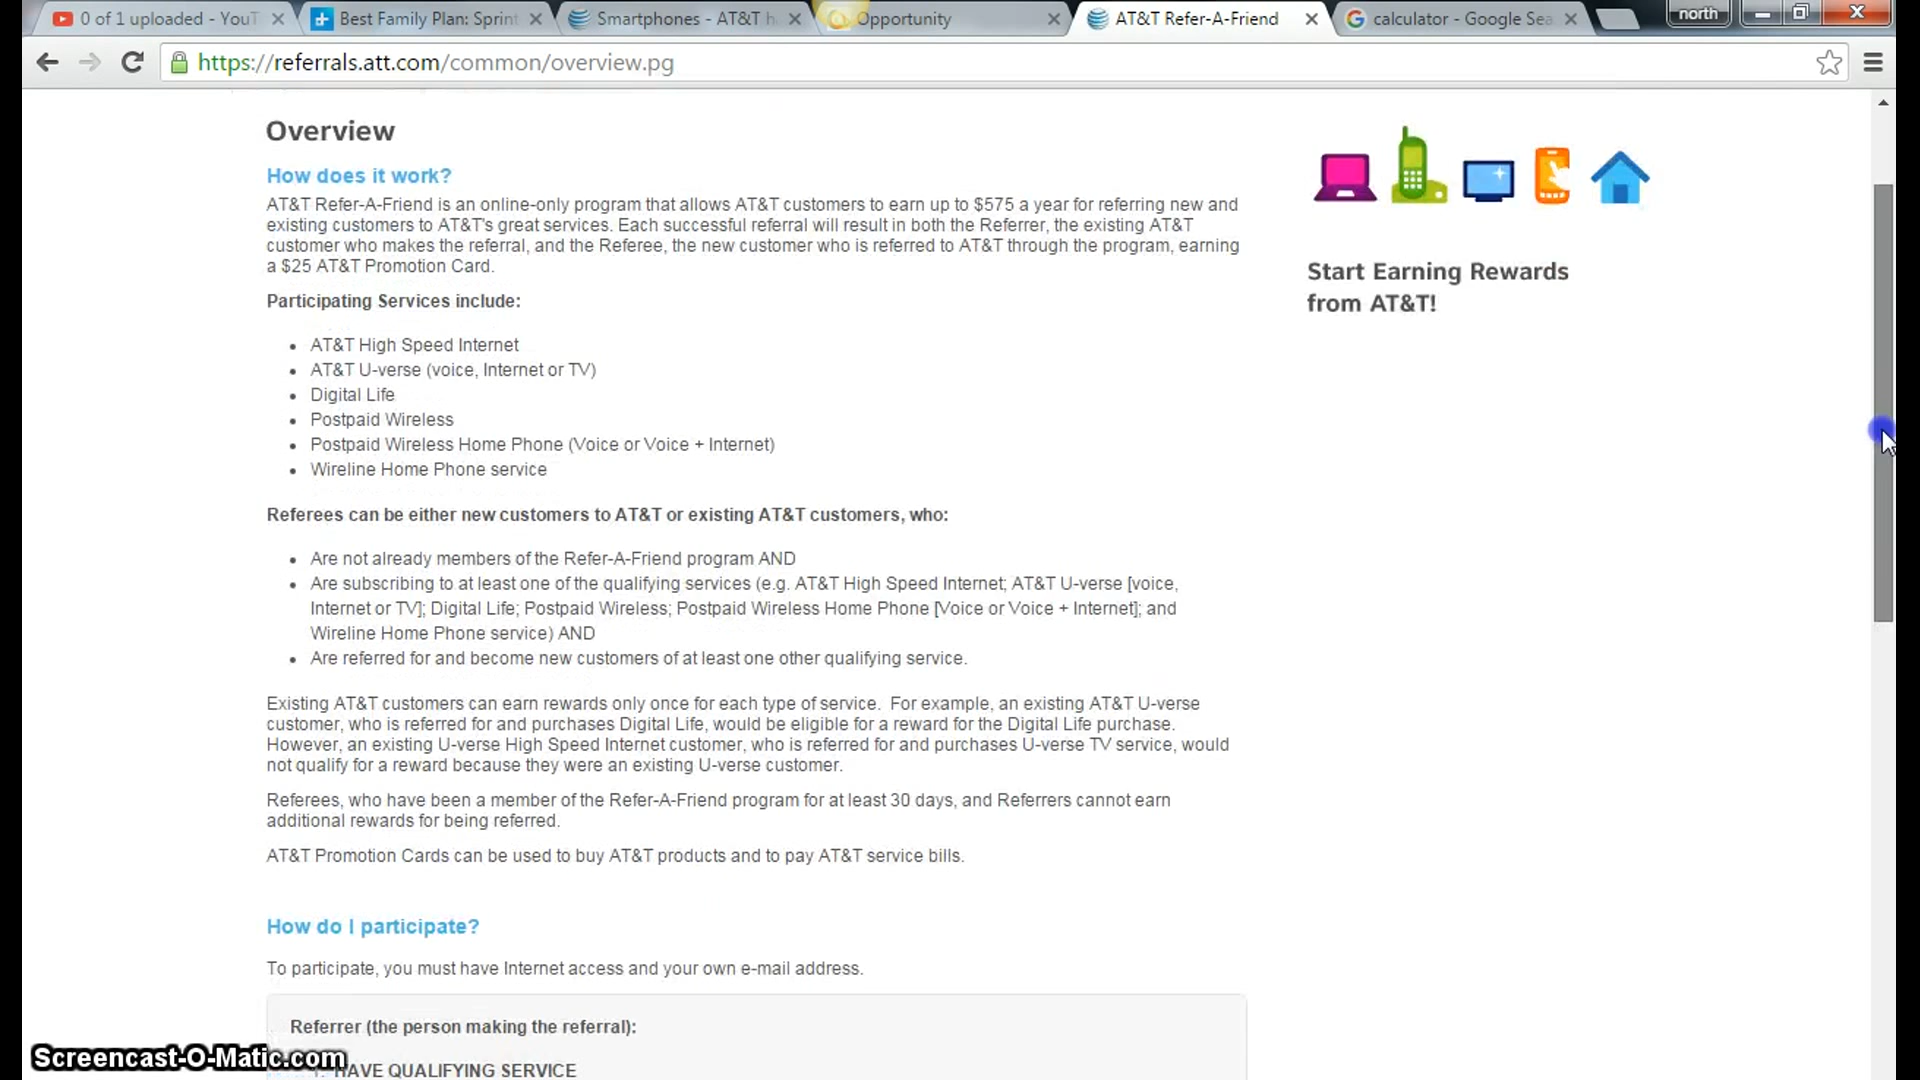 0 of 1 uploaded - YouT
Best Family Plan: Sprint
Smartphones - AT&T h
Opportunity
AT&T Refer-A-Friend
calculator - Google Sea
north
https://referrals.att.com/common/overview.pg
Overview
How does it work?
AT&T Refer-A-Friend is an online-only program that allows AT&T customers to earn up to $575 a year for referring new and
existing customers to AT&T's great services. Each successful referral will result in both the Referrer, the existing AT&T
customer who makes the referral, and the Referee, the new customer who is referred to AT&T through the program, earning
a $25 AT&T Promotion Card.
Participating Services include:
• AT&T High Speed Internet
• AT&T U-verse (voice, Internet or TV)
• Digital Life
• Postpaid Wireless
• Postpaid Wireless Home Phone (Voice or Voice + Internet)
• Wireline Home Phone service
Referees can be either new customers to AT&T or existing AT&T customers, who:
• Are not already members of the Refer-A-Friend program AND
• Are subscribing to at least one of the qualifying services (e.g. AT&T High Speed Internet; AT&T U-verse [voice,
Internet or TV]; Digital Life; Postpaid Wireless; Postpaid Wireless Home Phone [Voice or Voice + Internet]; and
Wireline Home Phone service) AND
• Are referred for and become new customers of at least one other qualifying service.
Existing AT&T customers can earn rewards only once for each type of service. For example, an existing AT&T U-verse
customer, who is referred for and purchases Digital Life, would be eligible for a reward for the Digital Life purchase.
However, an existing U-verse High Speed Internet customer, who is referred for and purchases U-verse TV service, would
not qualify for a reward because they were an existing U-verse customer.
Referees, who have been a member of the Refer-A-Friend program for at least 30 days, and Referrers cannot earn
additional rewards for being referred.
AT&T Promotion Cards can be used to buy AT&T products and to pay AT&T service bills.
How do I participate?
To participate, you must have Internet access and your own e-mail address.
Referrer (the person making the referral):
HAVE QUALIFYING SERVICE
Start Earning Rewards
from AT&T!
Screencast-O-Matic.com